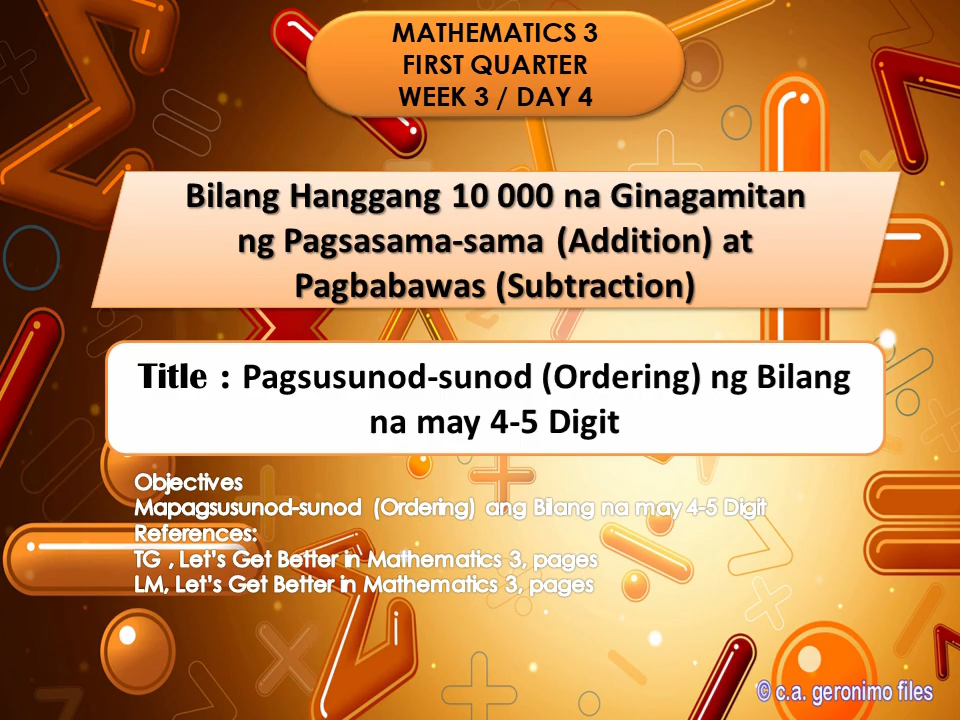 MATHEMATICS 3
FIRST QUARTER
WEEK 3 / DAY 4
Bilang Hanggang 10 000 na Ginagamitan
ng Pagsasama-sama (Addition) at
Pagbabawas (Subtraction)
Title : Pagsusunod-sunod (Ordering) ng Bilang
na may 4-5 Digit
Objectives
Mapagsusunod-sunod (Ordering) ang Bilang na may 4-5 Digit
References:
TG , Let's Get Better in Mathematics 3, pages
LM, Let's Get Better in Mathematics 3, pages
© c.a. geronimo files